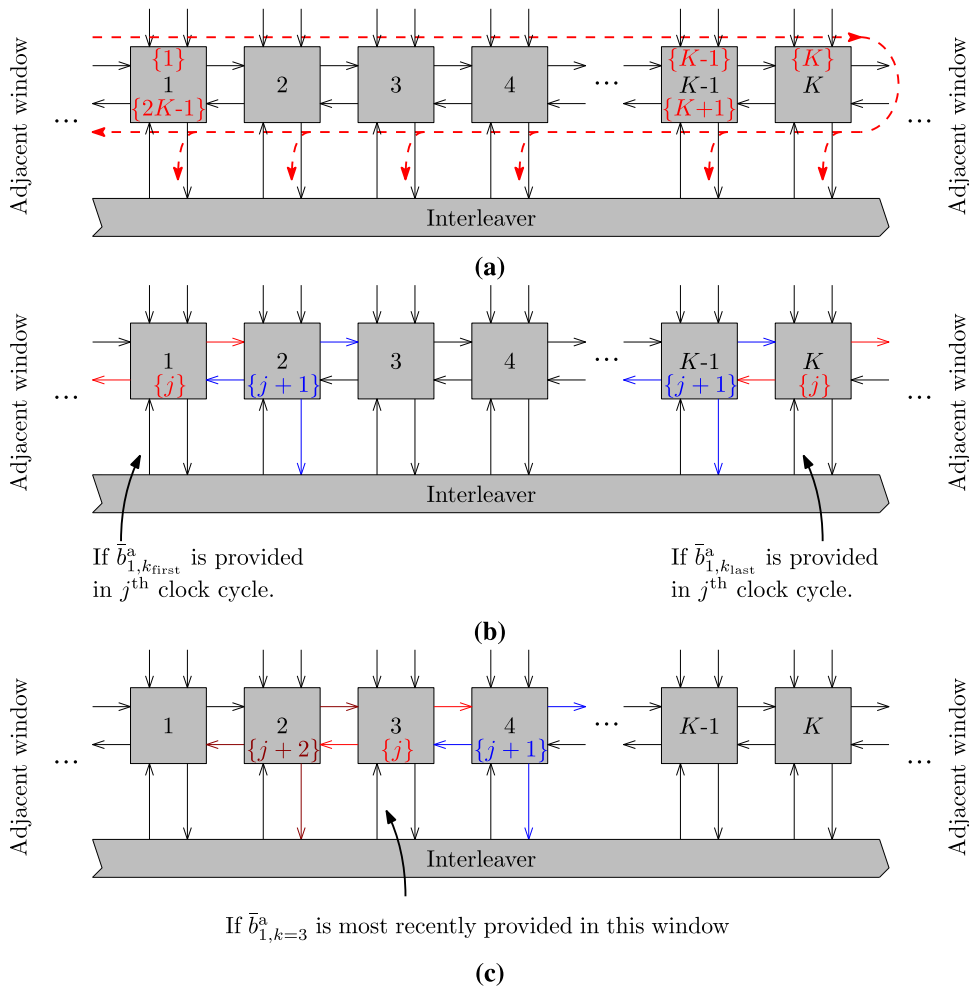 Adjacent window
Adjacent window
{1} {K-1} {K}
1 2 3 4 ... K-1 K
{2K-1} {K+1}
... ...
Interleaver
(a)
Adjacent window
Adjacent window
1 2 3 4 ... K-1 K
{j} {j + 1} {j + 1} {j}
... ...
Interleaver
If b̄ᵃ₁,k_first is provided
in jᵗʰ clock cycle.
If b̄ᵃ₁,k_last is provided
in jᵗʰ clock cycle.
(b)
Adjacent window
Adjacent window
1 2 3 4 ... K-1 K
{j + 2} {j} {j + 1}
... ...
Interleaver
If b̄ᵃ₁,k=3 is most recently provided in this window
(c)